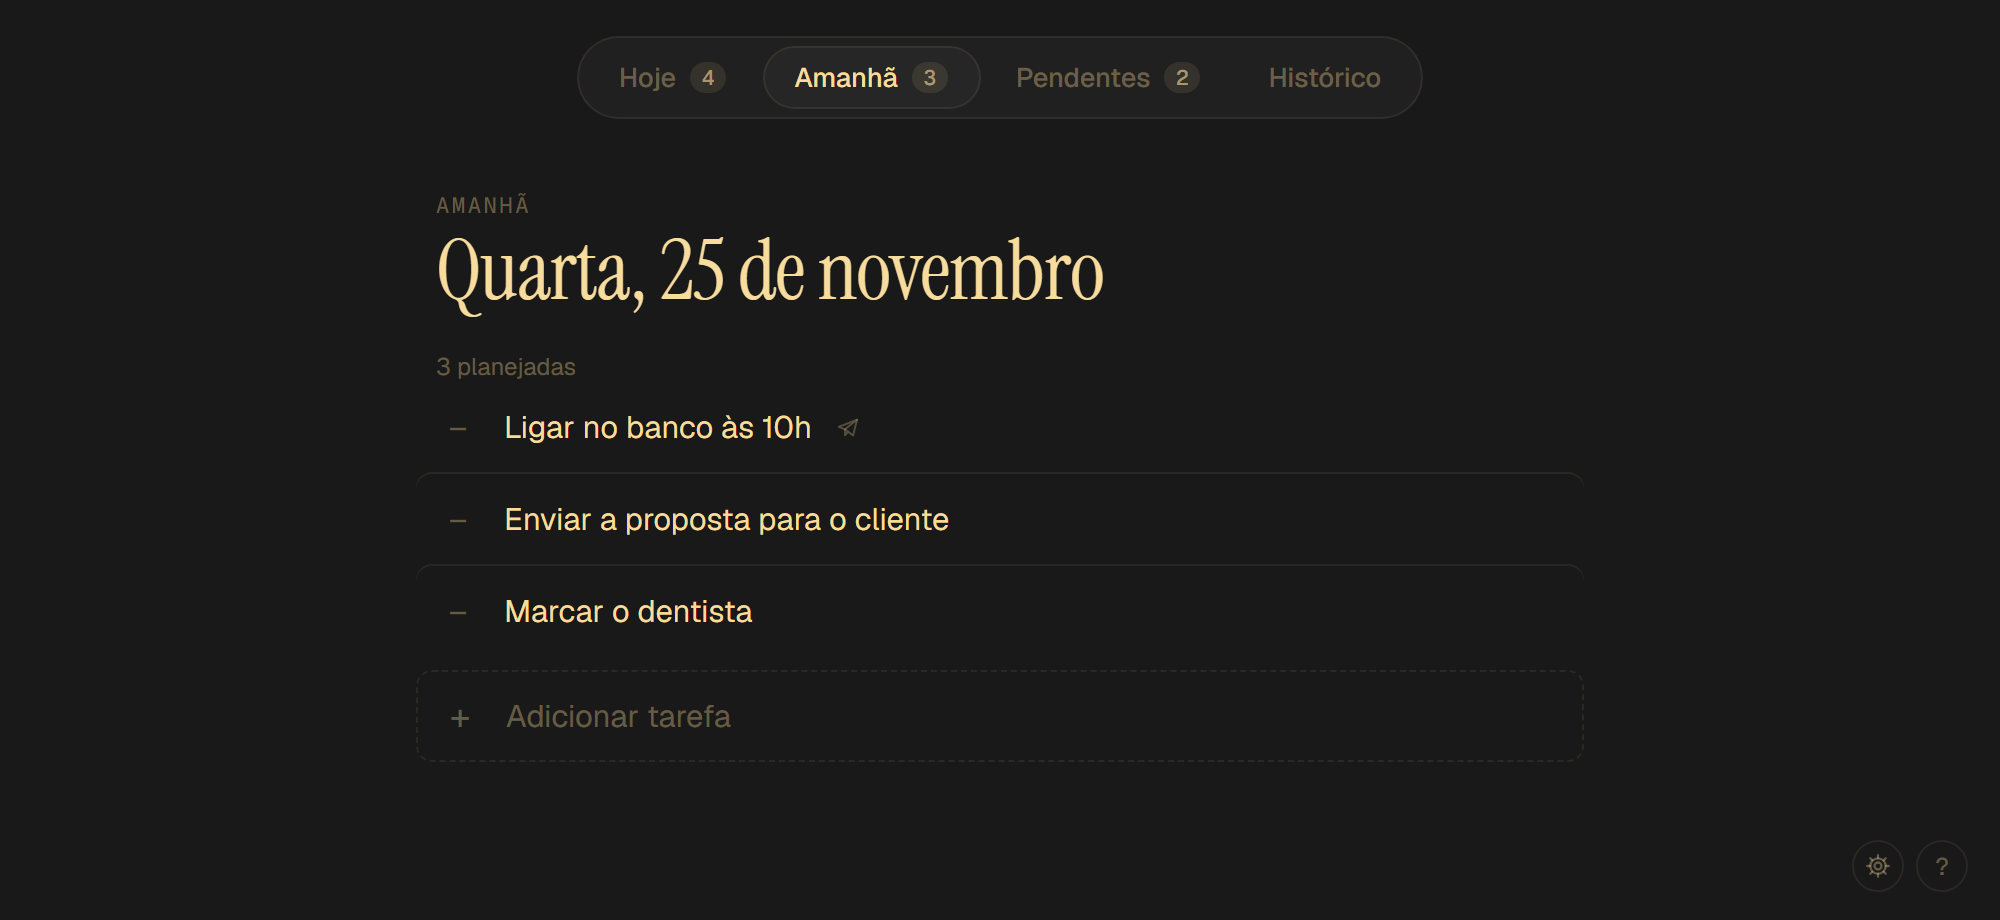 Hoje 4 Amanhã 3 Pendentes 2 Histórico
AMANHÃ
Quarta, 25 de novembro
3 planejadas
– Ligar no banco às 10h
– Enviar a proposta para o cliente
– Marcar o dentista
+ Adicionar tarefa
?